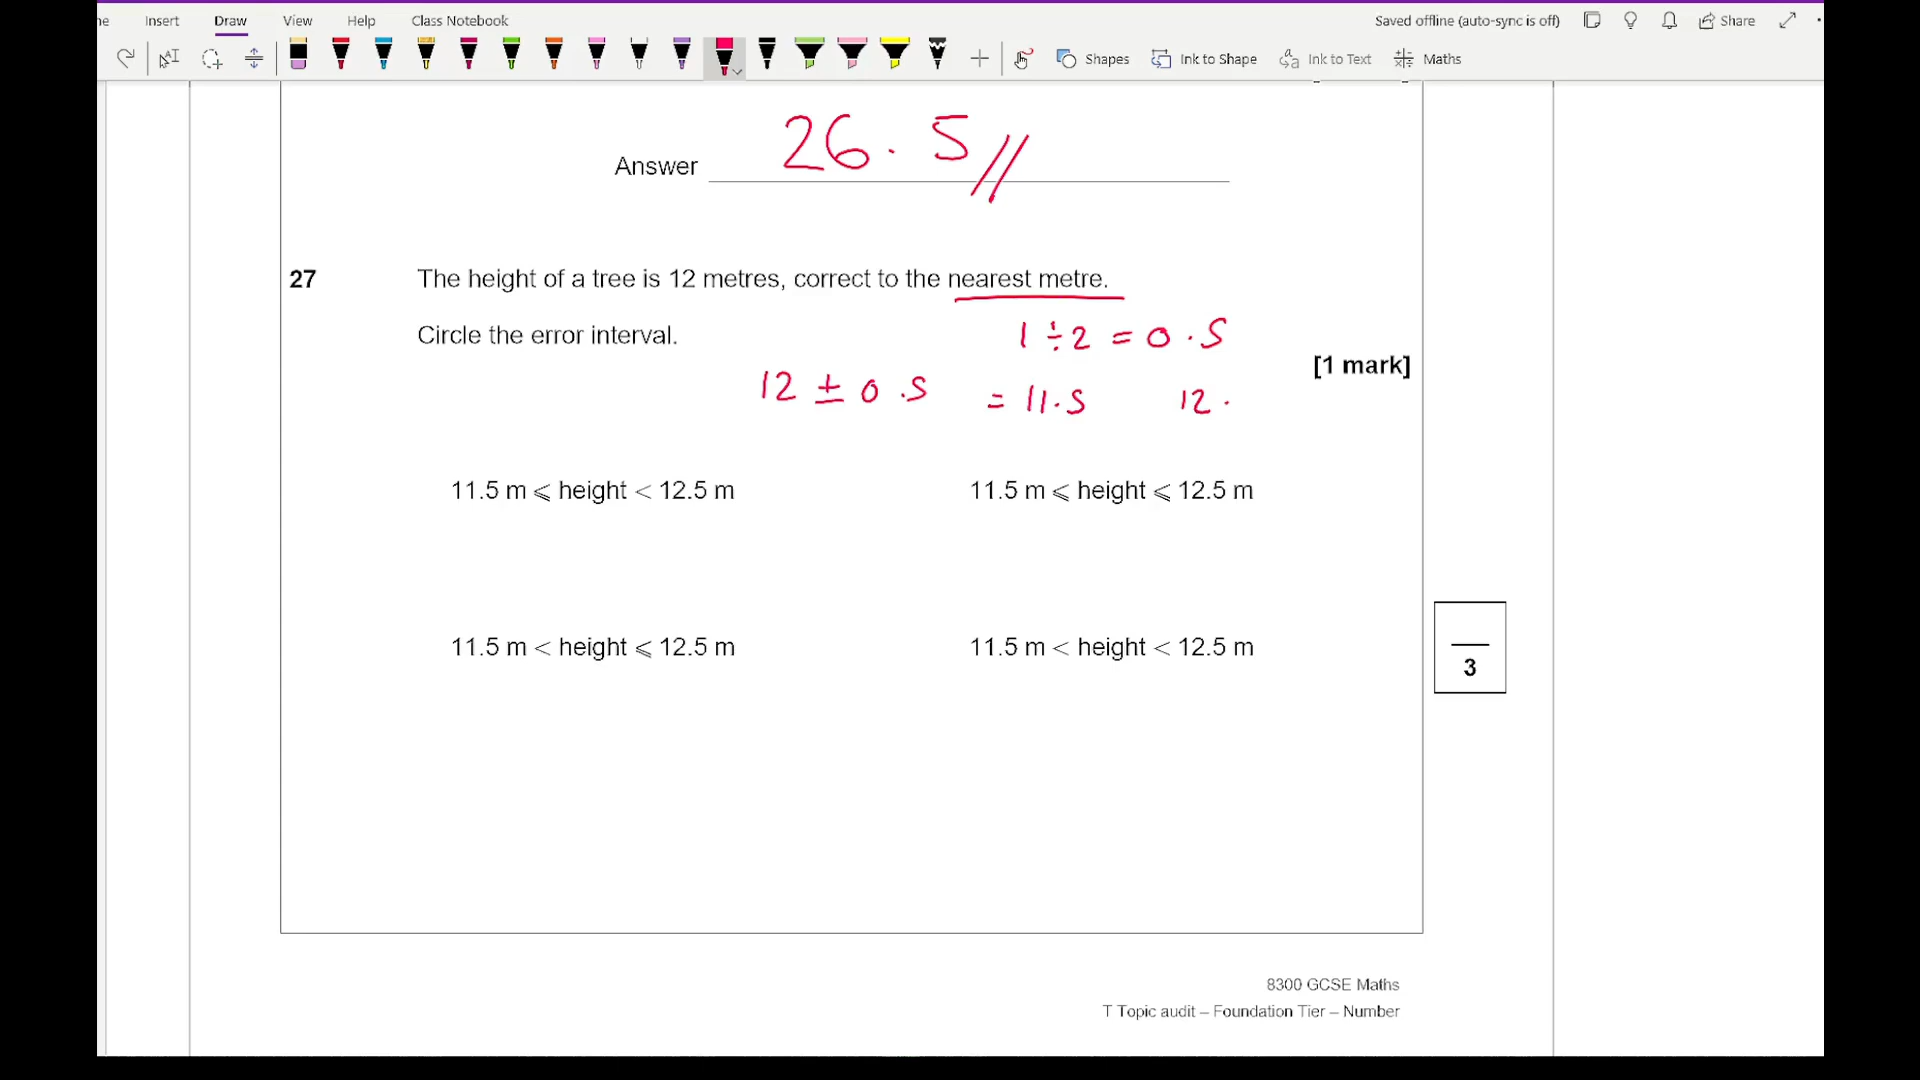 Insert Draw View Help Class Notebook Saved offline (auto-sync is off) Share
Shapes Ink to Shape Ink to Text Maths
Answer 26.5
27 The height of a tree is 12 metres, correct to the nearest metre.
Circle the error interval.
1 ÷ 2 = 0.5
[1 mark]
12 ± 0.5 = 11.5 12.
11.5 m ⩽ height < 12.5 m 11.5 m ⩽ height ⩽ 12.5 m
11.5 m < height ⩽ 12.5 m 11.5 m < height < 12.5 m
3
8300 GCSE Maths
T Topic audit – Foundation Tier – Number